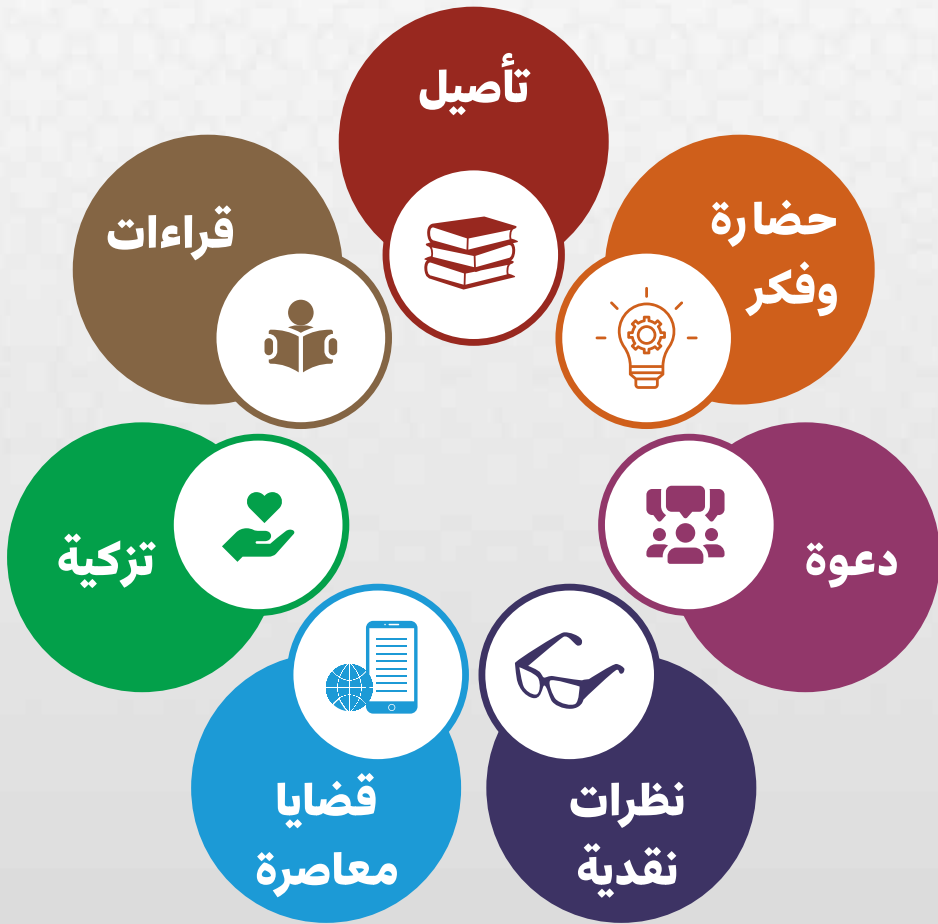 تأصيل
حضارة
وفكر
دعوة
نظرات
نقدية
قضايا
معاصرة
تزكية
قراءات